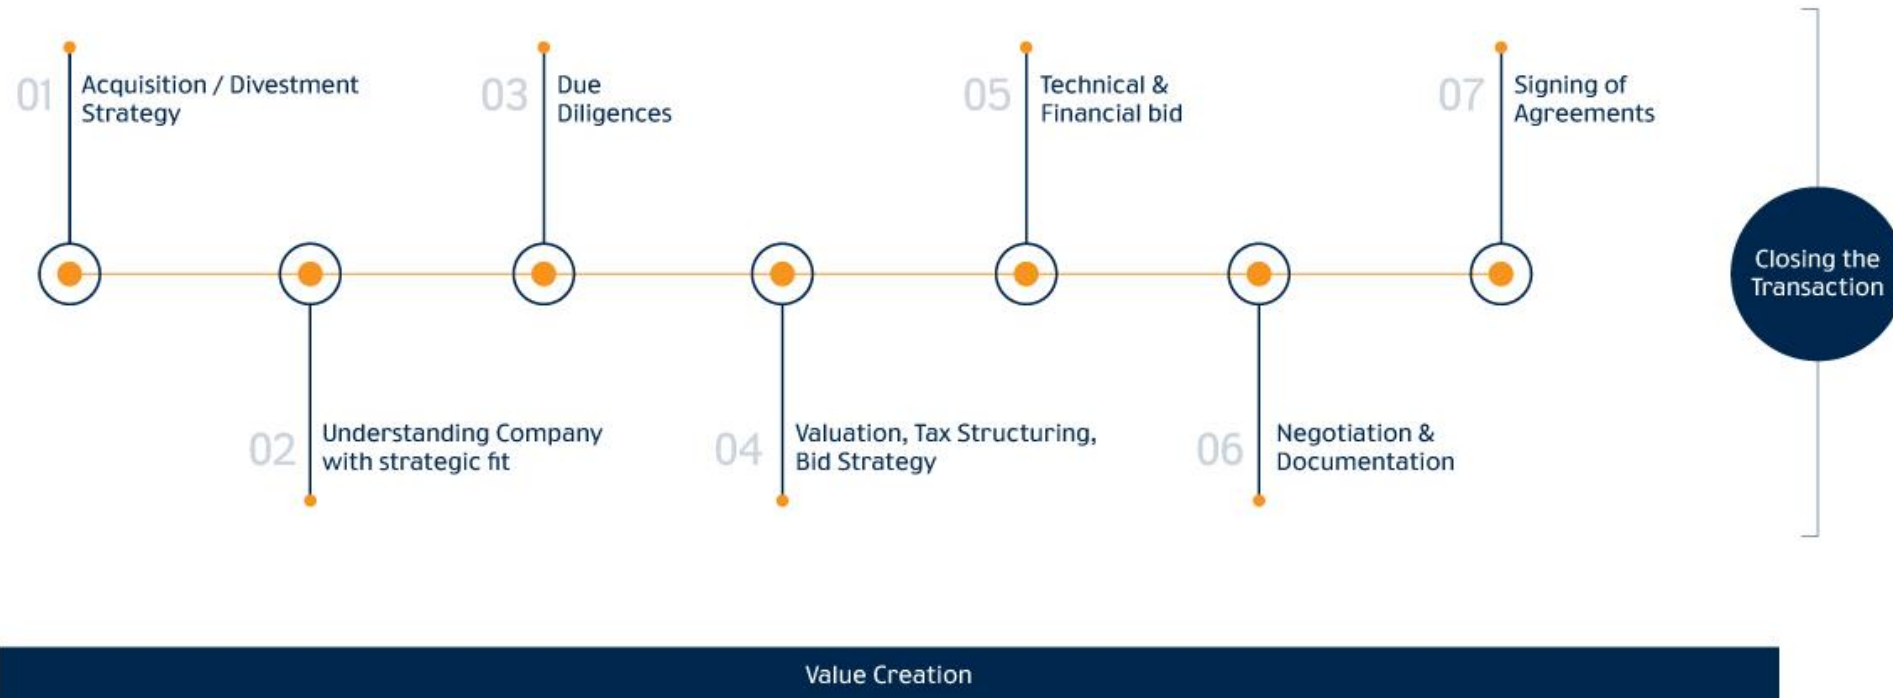 01
Acquisition / Divestment
Strategy
02
Understanding Company
with strategic fit
03
Due
Diligences
04
Valuation, Tax Structuring,
Bid Strategy
05
Technical &
Financial bid
06
Negotiation &
Documentation
07
Signing of
Agreements
Closing the
Transaction
Value Creation